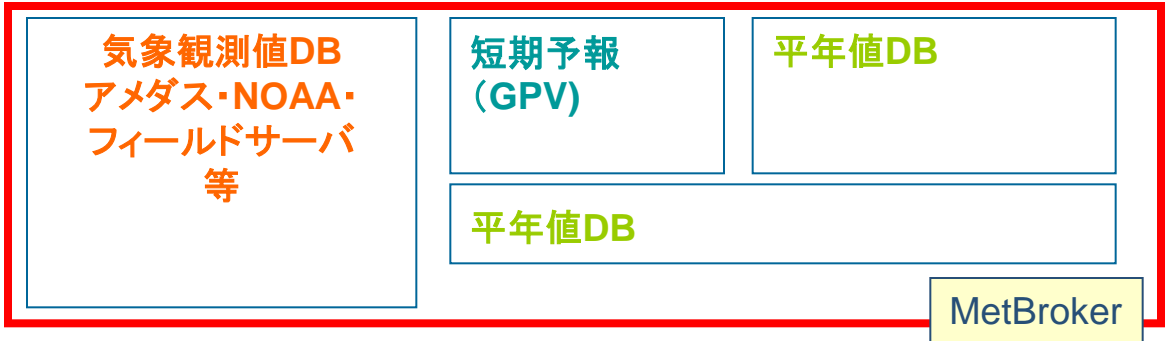 気象観測値DB
アメダス・NOAA・
フィールドサーバ
等
短期予報
（GPV)
平年値DB
平年値DB
MetBroker